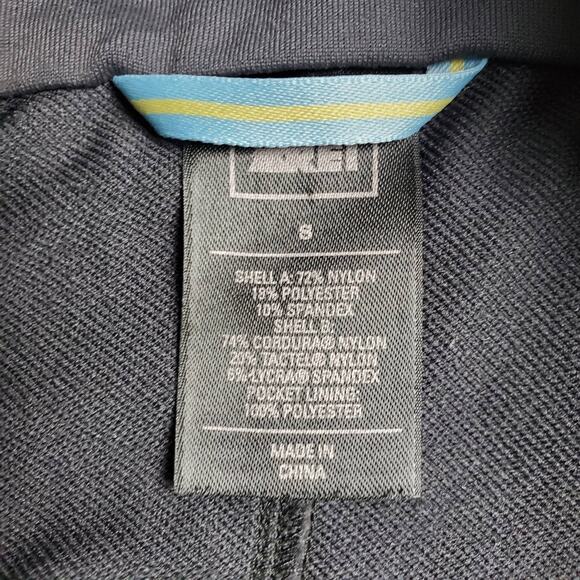 REI
S
SHELL A: 72% NYLON
18% POLYESTER
10% SPANDEX
SHELL B:
74% CORDURA® NYLON
20% TACTEL® NYLON
6% LYCRA® SPANDEX
POCKET LINING:
100% POLYESTER
MADE IN
CHINA